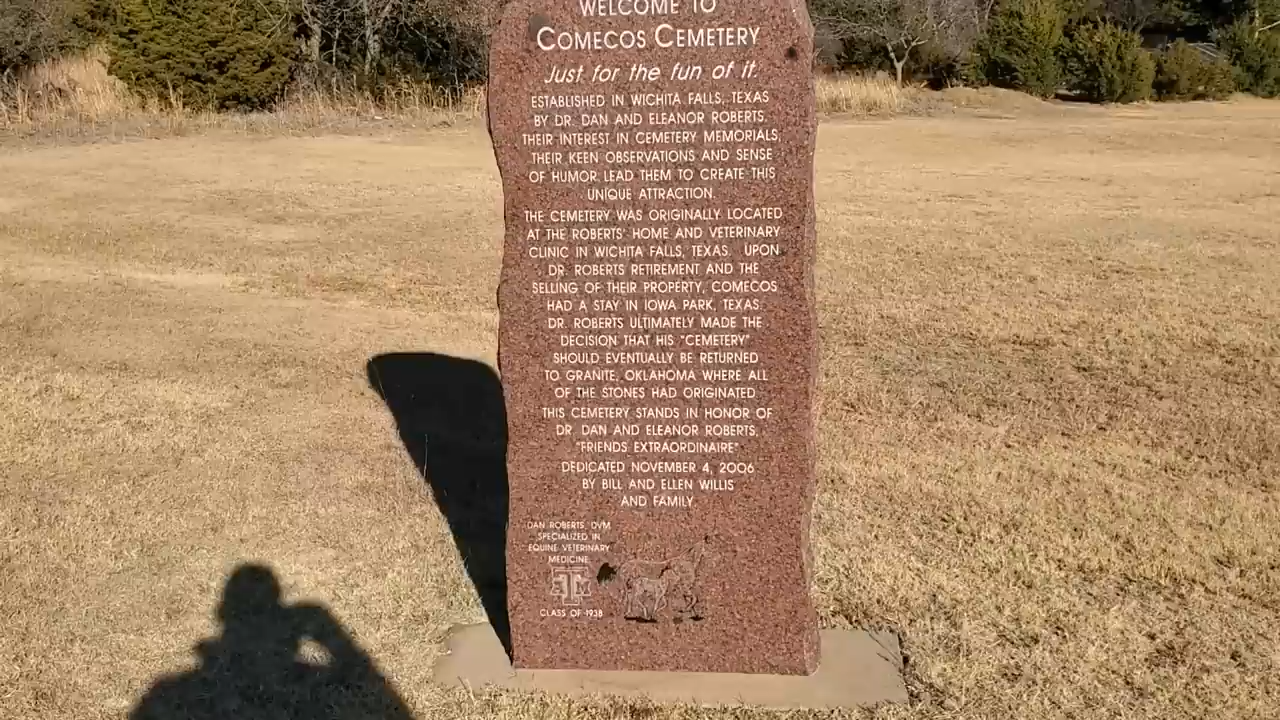 WELCOME TO
COMECOS CEMETERY
Just for the fun of it.
ESTABLISHED IN WICHITA FALLS, TEXAS
BY DR. DAN AND ELEANOR ROBERTS.
THEIR INTEREST IN CEMETERY MEMORIALS,
THEIR KEEN OBSERVATIONS AND SENSE
OF HUMOR LEAD THEM TO CREATE THIS
UNIQUE ATTRACTION.
THE CEMETERY WAS ORIGINALLY LOCATED
AT THE ROBERTS' HOME AND VETERINARY
CLINIC IN WICHITA FALLS, TEXAS. UPON
DR. ROBERTS RETIREMENT AND THE
SELLING OF THEIR PROPERTY, COMECOS
HAD A STAY IN IOWA PARK, TEXAS.
DR. ROBERTS ULTIMATELY MADE THE
DECISION THAT HIS "CEMETERY"
SHOULD EVENTUALLY BE RETURNED
TO GRANITE, OKLAHOMA WHERE ALL
OF THE STONES HAD ORIGINATED
THIS CEMETERY STANDS IN HONOR OF
DR. DAN AND ELEANOR ROBERTS,
"FRIENDS EXTRAORDINAIRE"
DEDICATED NOVEMBER 4, 2006
BY BILL AND ELLEN WILLIS
AND FAMILY
DAN ROBERTS, DVM
SPECIALIZED IN
EQUINE VETERINARY
MEDICINE
ATM
CLASS OF 1938